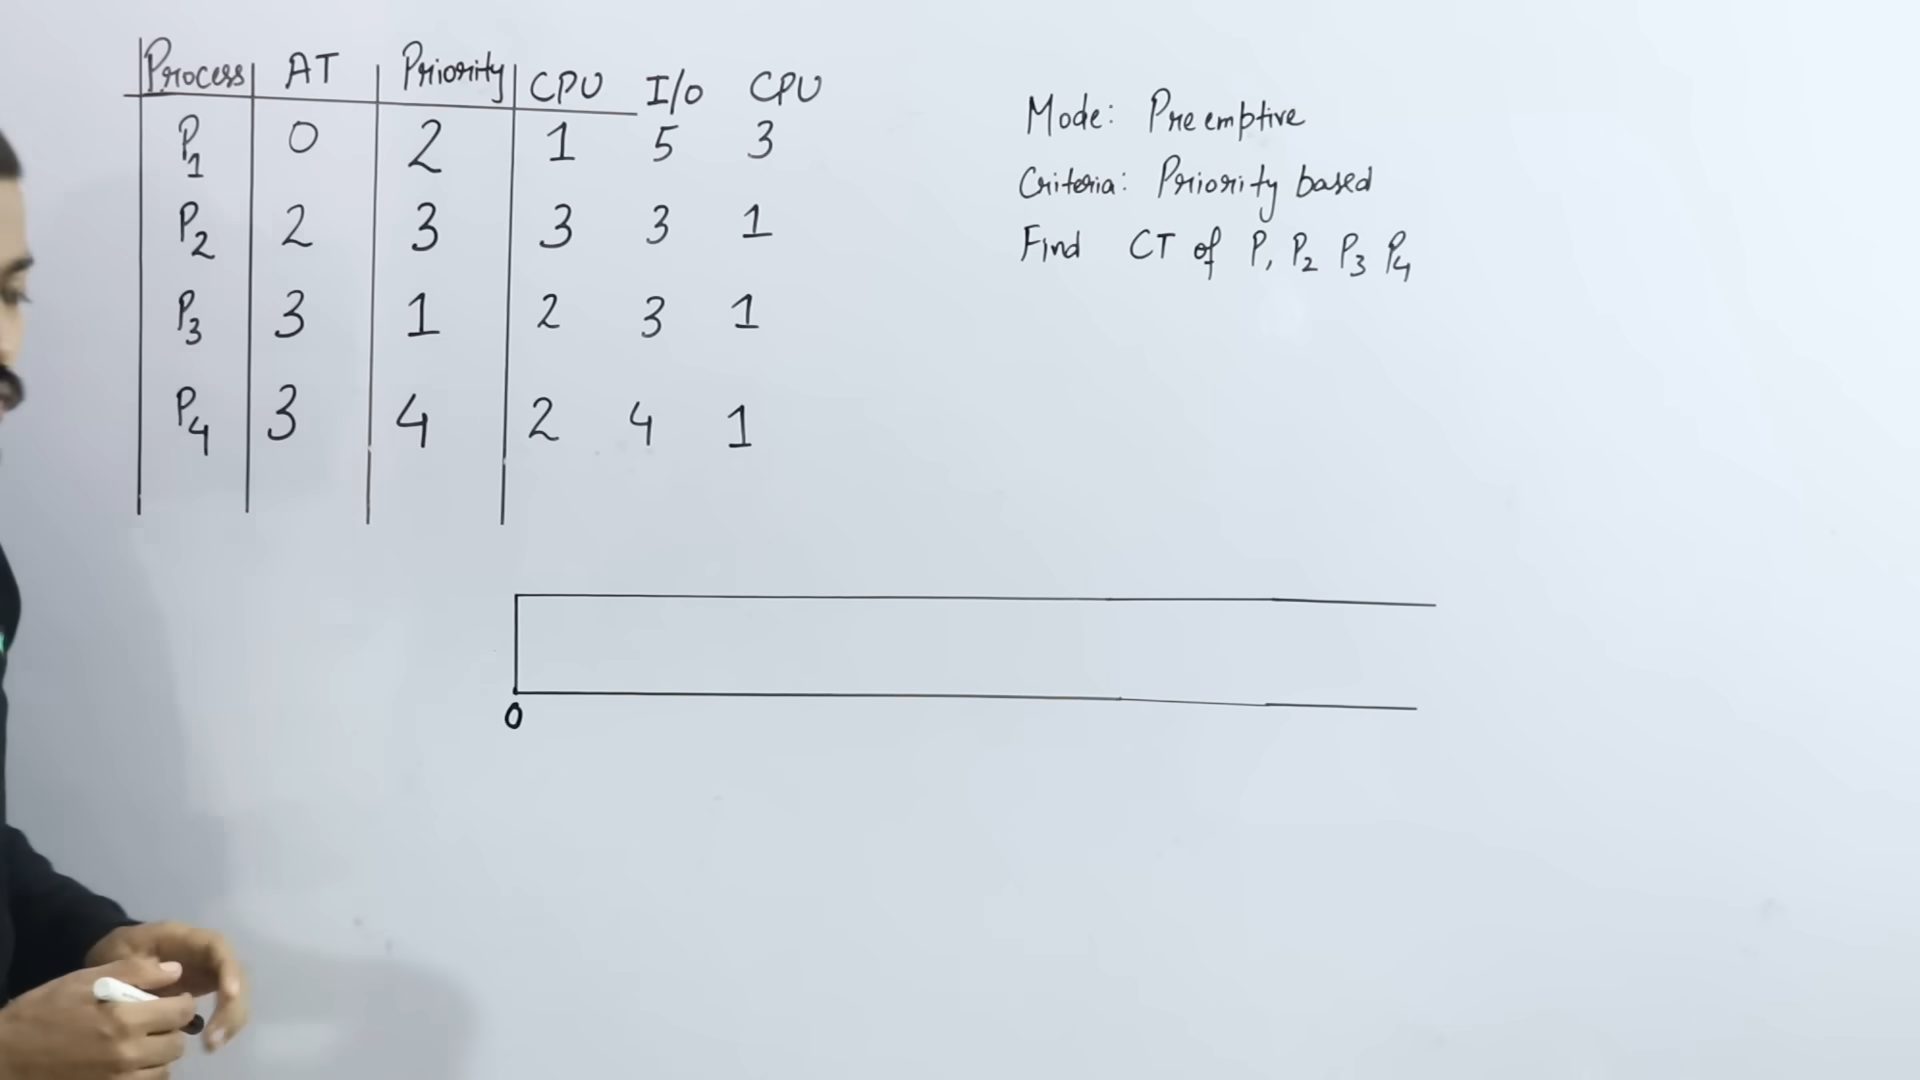 Process AT Priority CPU I/O CPU
P1 0 2 1 5 3
P2 2 3 3 3 1
P3 3 1 2 3 1
P4 3 4 2 4 1
Mode: Preemptive
Criteria: Priority based
Find CT of P1 P2 P3 P4
0